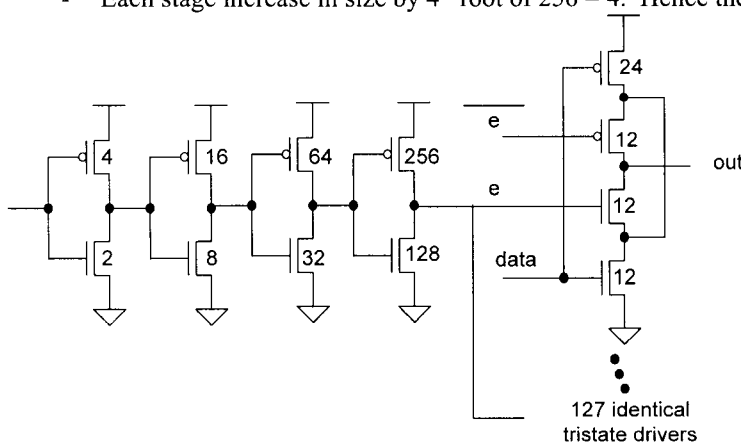 - Each stage increase in size by 4th root of 256 = 4. Hence the
24
4
16
64
256
e
12
out
e
12
2
8
32
128
data
12
127 identical
tristate drivers